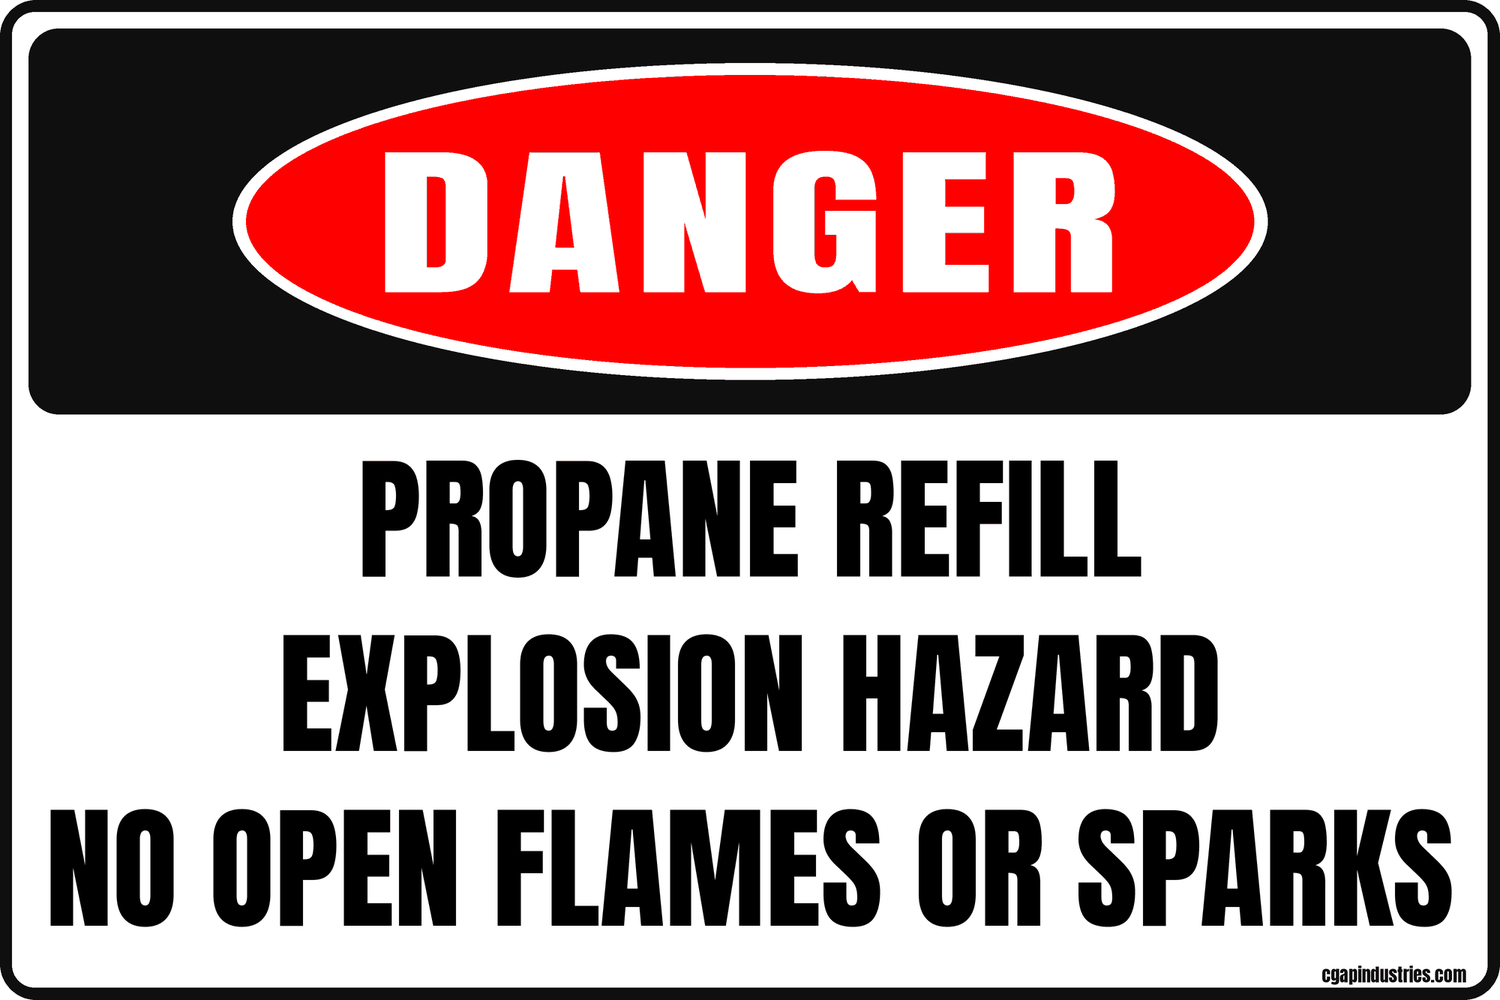 DANGER
PROPANE REFILL
EXPLOSION HAZARD
NO OPEN FLAMES OR SPARKS
cgapindustries.com